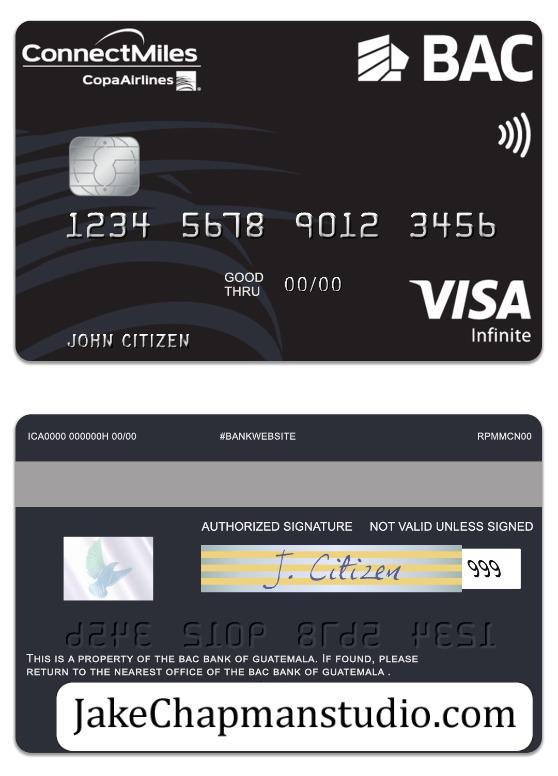 ConnectMiles
CopaAirlines
BAC
1234 5678 9012 3456
GOOD
THRU 00/00
VISA
Infinite
JOHN CITIZEN
ICA0000 000000H 00/00 #BANKWEBSITE RPMMCN00
AUTHORIZED SIGNATURE NOT VALID UNLESS SIGNED
J. Citizen 999
THIS IS A PROPERTY OF THE BAC BANK OF GUATEMALA. IF FOUND, PLEASE
RETURN TO THE NEAREST OFFICE OF THE BAC BANK OF GUATEMALA .
JakeChapmanstudio.com